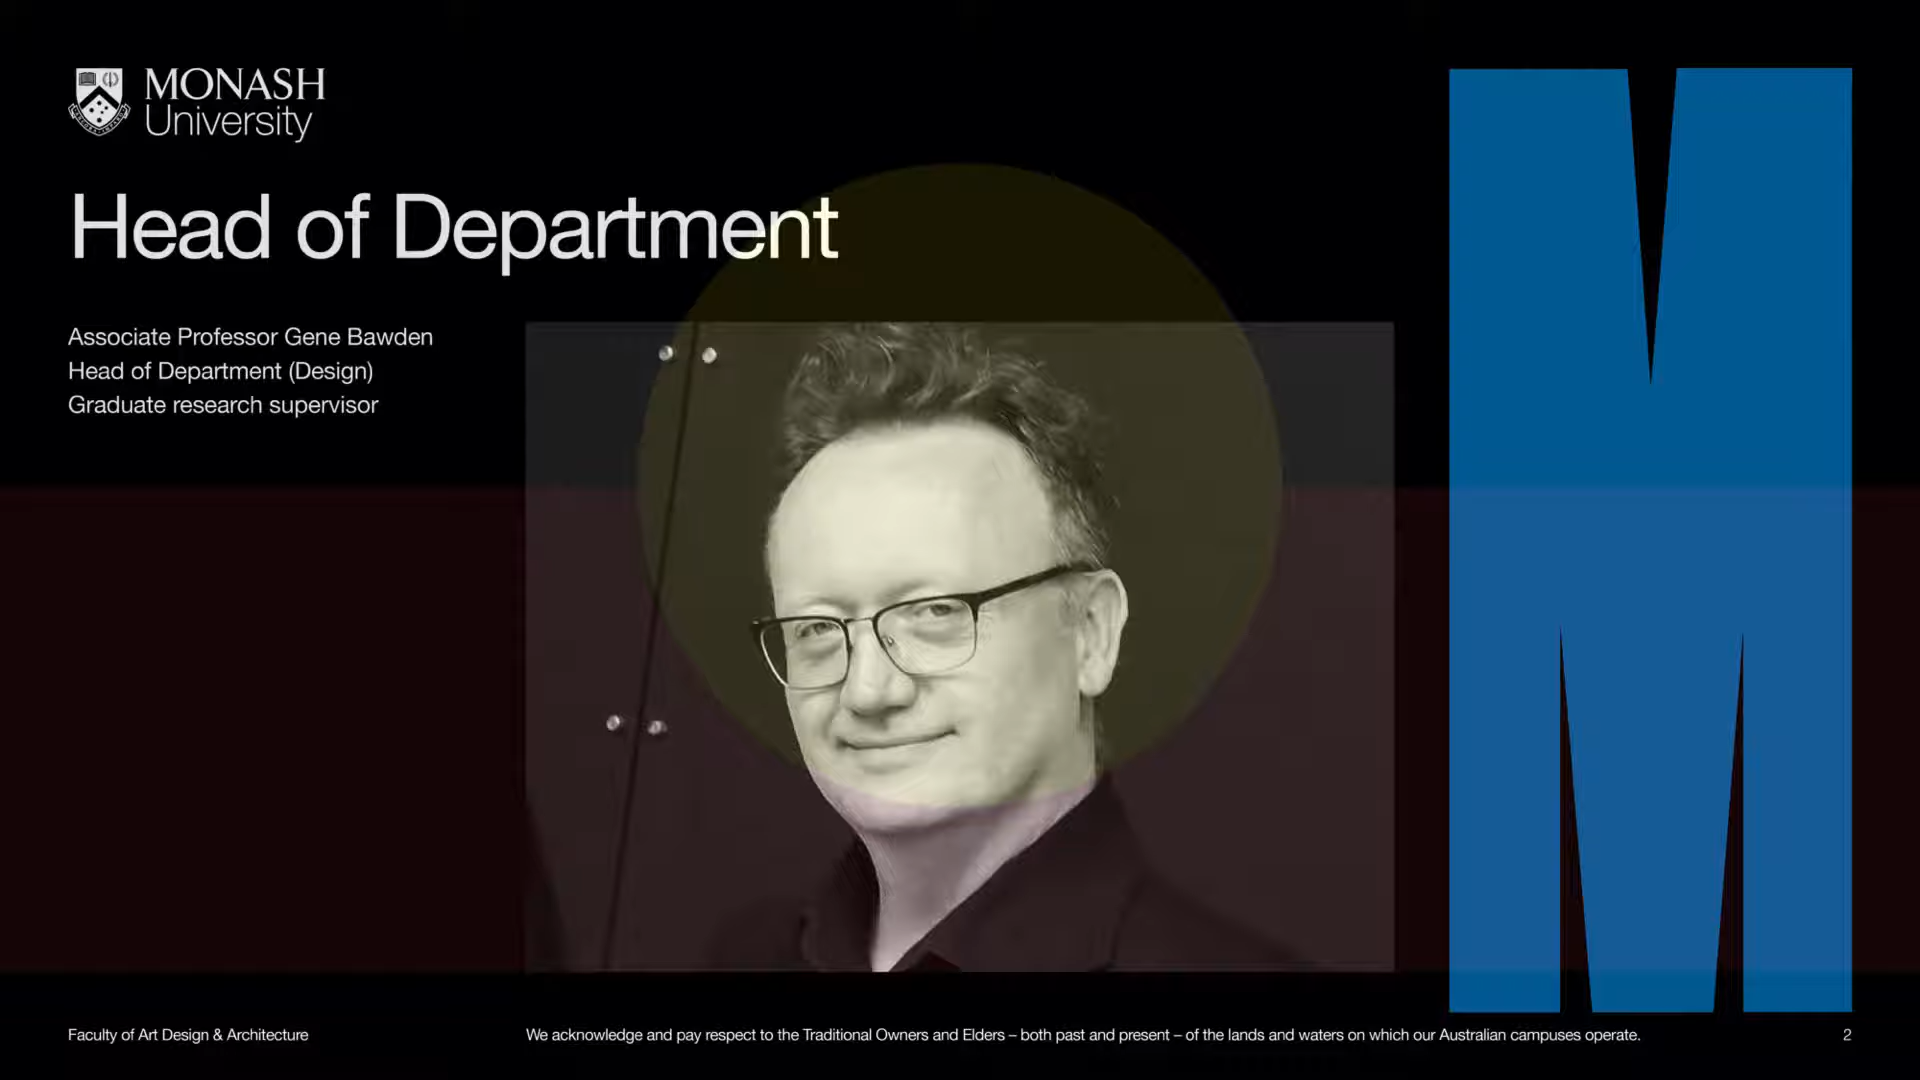 MONASH
University
Head of Department
Associate Professor Gene Bawden
Head of Department (Design)
Graduate research supervisor
Faculty of Art Design & Architecture
We acknowledge and pay respect to the Traditional Owners and Elders – both past and present – of the lands and waters on which our Australian campuses operate.
2